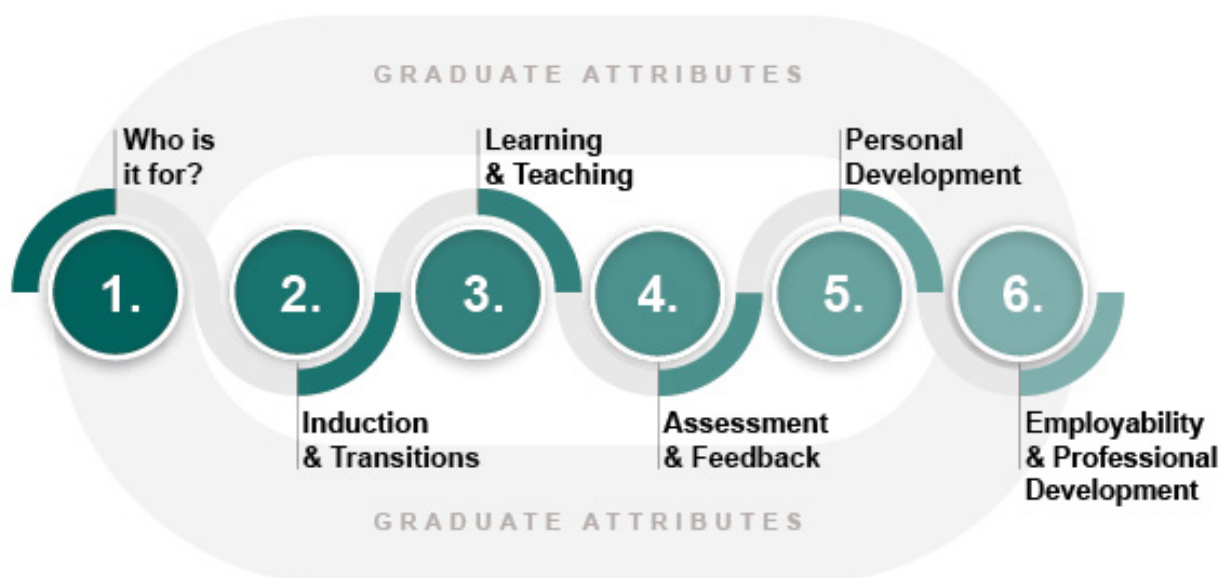 GRADUATE ATTRIBUTES
Who is
it for?
Learning
& Teaching
Personal
Development
1.
2.
3.
4.
5.
6.
Induction
& Transitions
Assessment
& Feedback
Employability
& Professional
Development
GRADUATE ATTRIBUTES